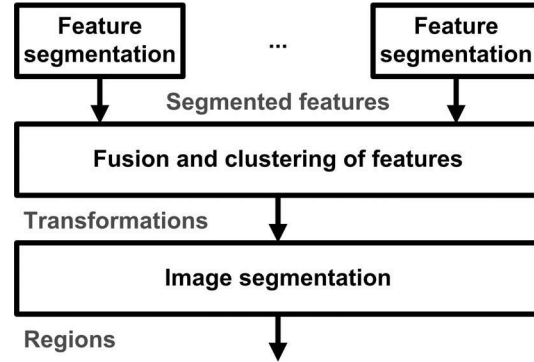 Feature
segmentation
...
Feature
segmentation
Segmented features
Fusion and clustering of features
Transformations
Image segmentation
Regions